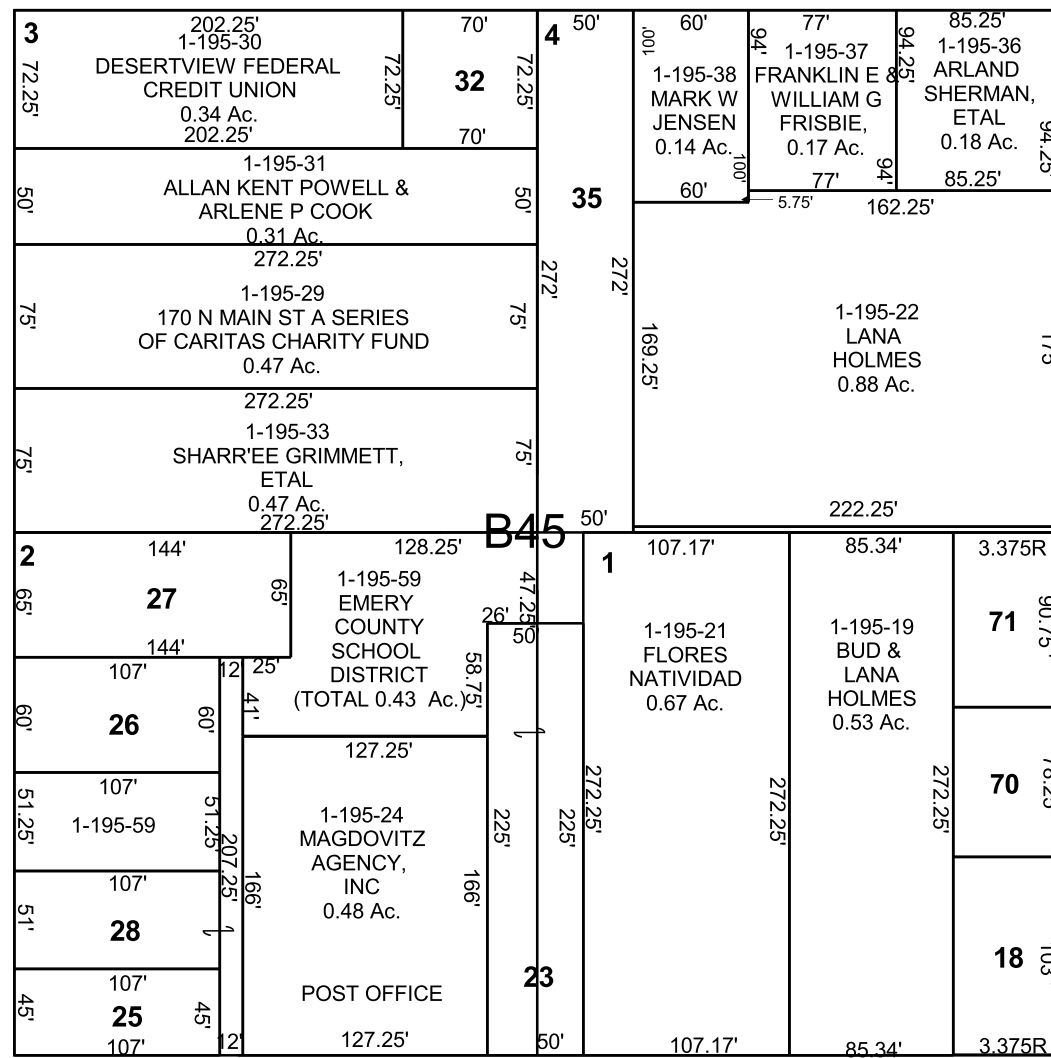 3
202.25'
1-195-30
DESERTVIEW FEDERAL
CREDIT UNION
0.34 Ac.
202.25'
72.25'
72.25'
70'
32
72.25'
70'
4
50'
35
272'
272'
50'
100'
60'
1-195-38
MARK W
JENSEN
0.14 Ac.
100'
60'
94'
77'
1-195-37
FRANKLIN E &
WILLIAM G
FRISBIE,
0.17 Ac.
94'
77'
94.25'
85.25'
1-195-36
ARLAND
SHERMAN,
ETAL
0.18 Ac.
94.25'
85.25'
5.75'
162.25'
1-195-31
ALLAN KENT POWELL &
ARLENE P COOK
0.31 Ac.
50'
50'
272.25'
1-195-29
170 N MAIN ST A SERIES
OF CARITAS CHARITY FUND
0.47 Ac.
75'
75'
272.25'
1-195-33
SHARR'EE GRIMMETT,
ETAL
0.47 Ac.
272.25'
75'
75'
169.25'
1-195-22
LANA
HOLMES
0.88 Ac.
222.25'
B45
2
144'
65'
27
65'
144'
128.25'
1-195-59
EMERY
COUNTY
SCHOOL
DISTRICT
(TOTAL 0.43 Ac.)
47.25'
26'
50'
58.75'
25'
41'
12'
107'
60'
26
60'
107'
51.25'
1-195-59
51.25'
207.25'
107'
51'
28
107'
45'
25
45'
107'
12'
127.25'
1-195-24
MAGDOVITZ
AGENCY,
INC
0.48 Ac.
166'
166'
POST OFFICE
127.25'
225'
225'
23
50'
1
107.17'
1-195-21
FLORES
NATIVIDAD
0.67 Ac.
272.25'
272.25'
107.17'
85.34'
1-195-19
BUD &
LANA
HOLMES
0.53 Ac.
272.25'
85.34'
3.375R
71
90.75'
70
18
3.375R